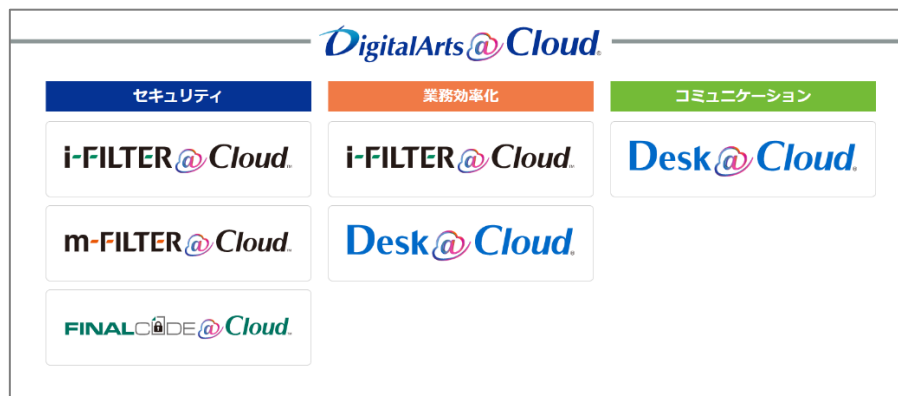 DigitalArts@Cloud®
セキュリティ
i-FILTER@Cloud
m-FILTER@Cloud
FINALCODE@Cloud
業務効率化
i-FILTER@Cloud
Desk@Cloud®
コミュニケーション
Desk@Cloud®